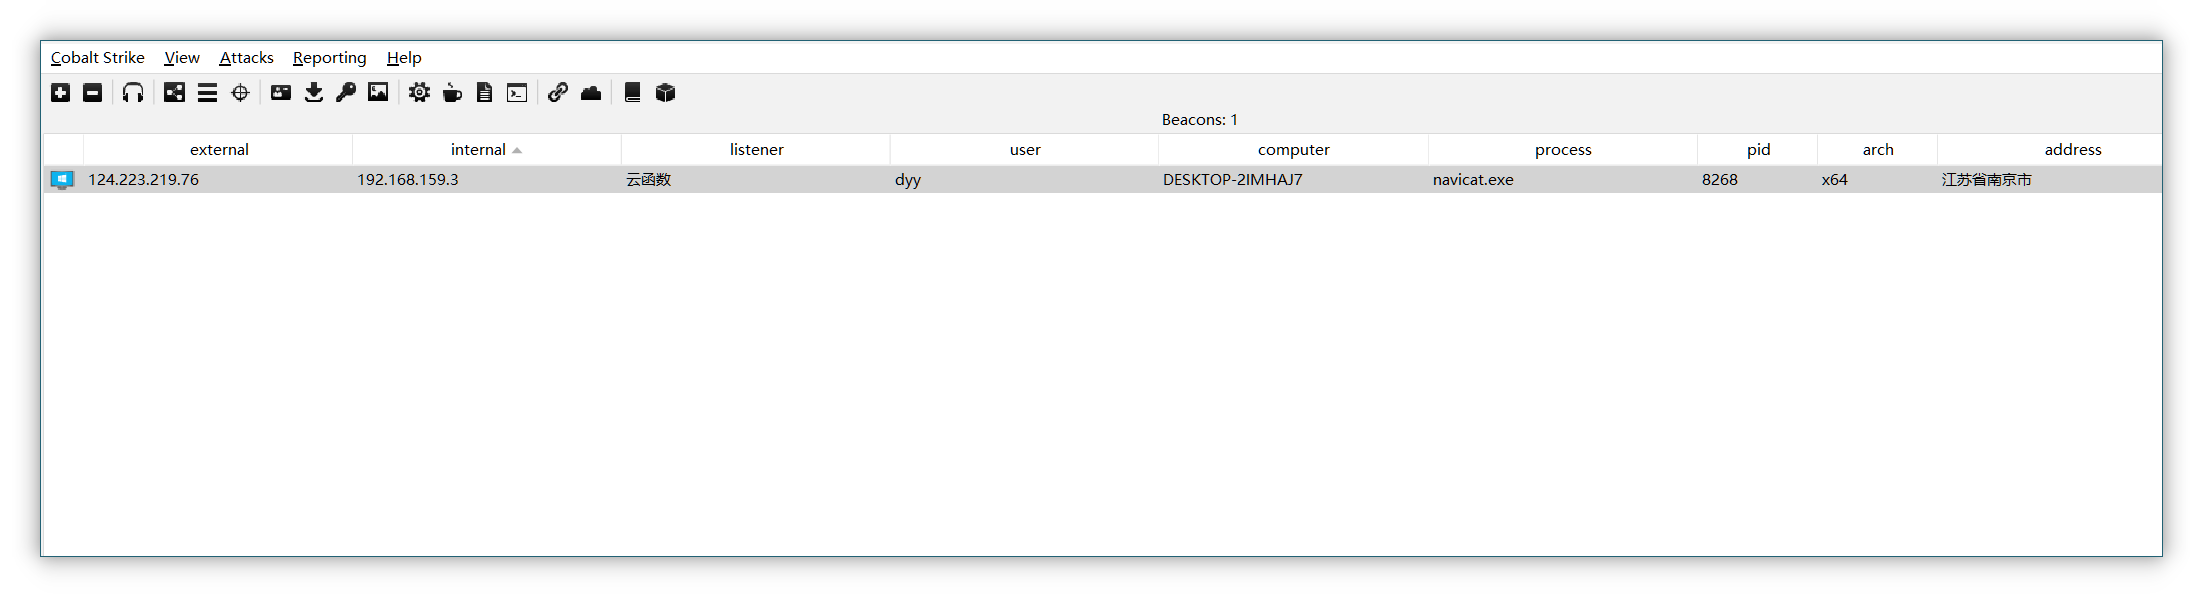 Cobalt Strike View Attacks Reporting Help
Beacons: 1
external internal listener user computer process pid arch address
124.223.219.76 192.168.159.3 云函数 dyy DESKTOP-2IMHAJ7 navicat.exe 8268 x64 江苏省南京市